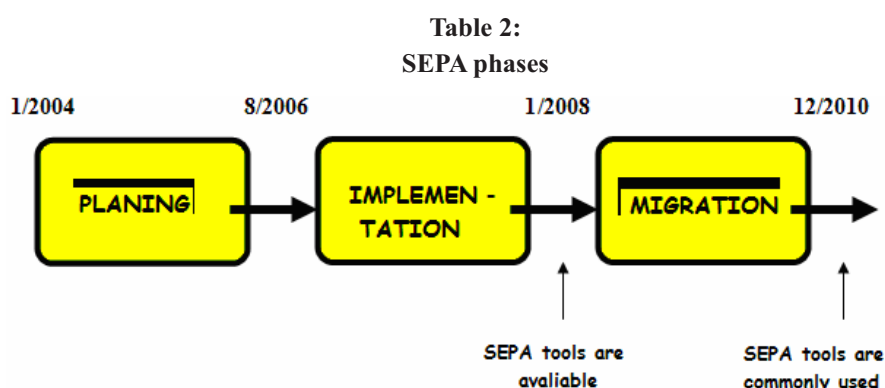 Table 2:
SEPA phases
1/2004 8/2006 1/2008 12/2010
PLANING
IMPLEMEN -
TATION
MIGRATION
SEPA tools are
avaliable
SEPA tools are
commonly used